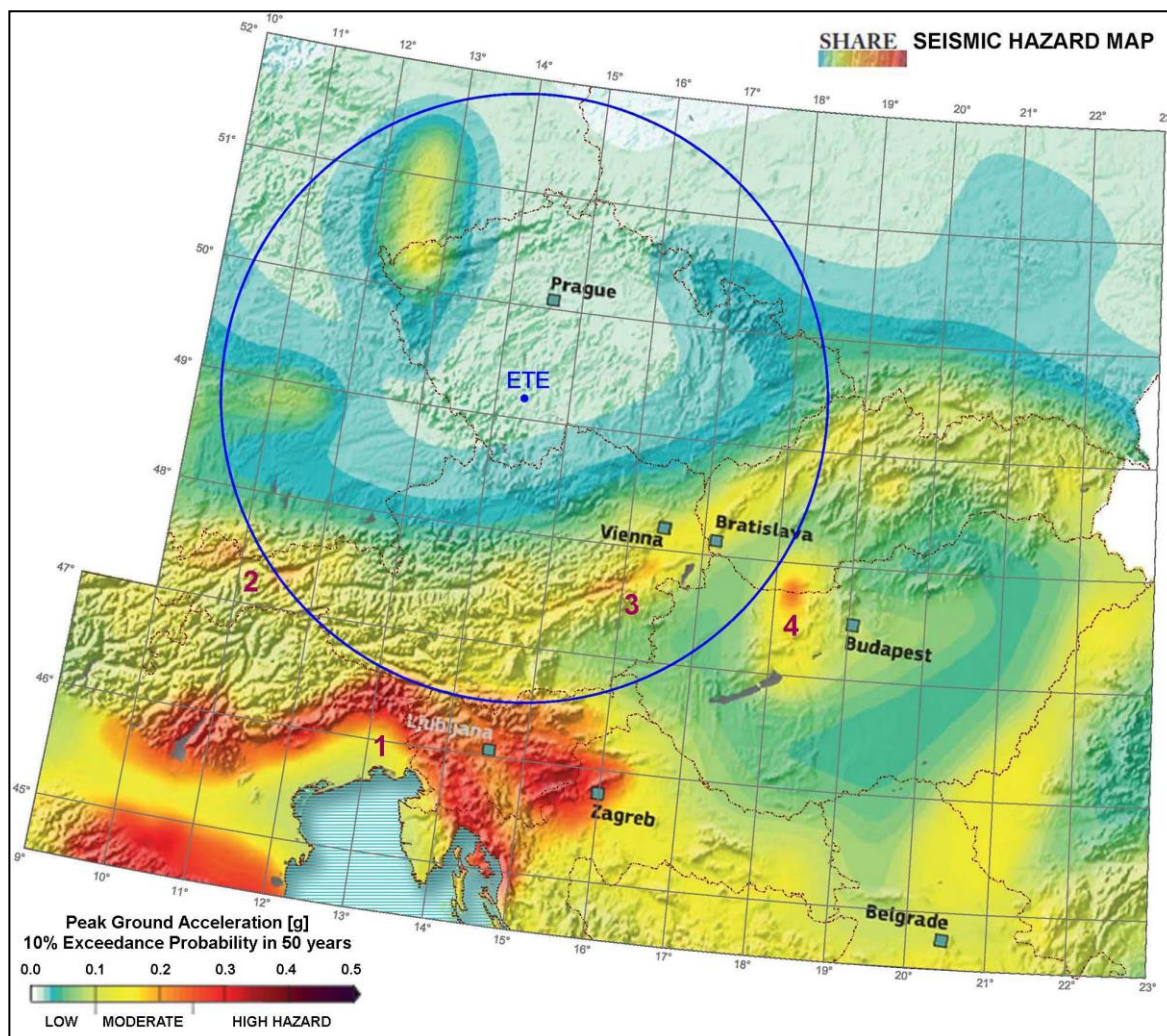 SHARE SEISMIC HAZARD MAP
10° 11° 12° 13° 14° 15° 16° 17° 18° 19° 20° 21° 22° 23
52°
51°
50°
49°
48°
47°
46°
45°
Prague
ETE
Vienna
Bratislava
2
3
4
Budapest
1
Ljubljana
Zagreb
Belgrade
9° 10° 11° 12° 13° 14° 15° 16° 17° 18° 19° 20° 21° 22° 23°
Peak Ground Acceleration [g]
10% Exceedance Probability in 50 years
0.0 0.1 0.2 0.3 0.4 0.5
LOW MODERATE HIGH HAZARD